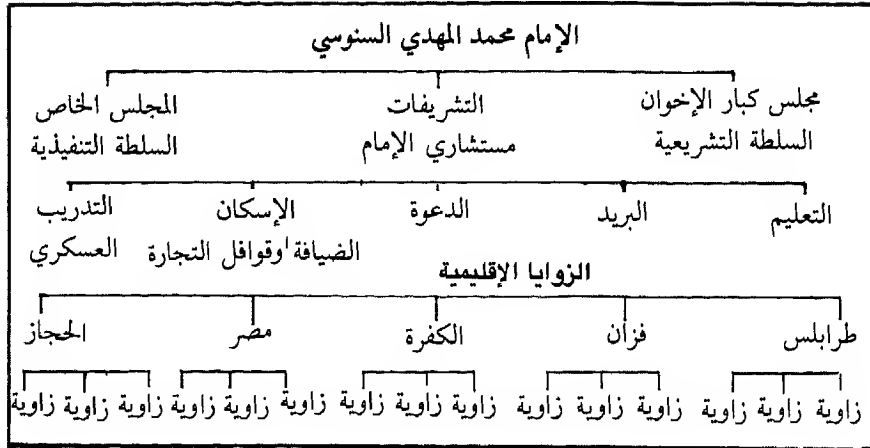 الإمام محمد المهدي السنوسي
مجلس كبار الإخوان التشريفات المجلس الخاص
السلطة التشريعية مستشاري الإمام السلطة التنفيذية
التعليم البريد الدعوة الإسكان التدريب
الضيافة وقوافل التجارة العسكري
الزوايا الإقليمية
طرابلس فزان الكفرة مصر الحجاز
زاوية زاوية زاوية زاوية زاوية زاوية زاوية زاوية زاوية زاوية زاوية زاوية زاوية زاوية زاوية